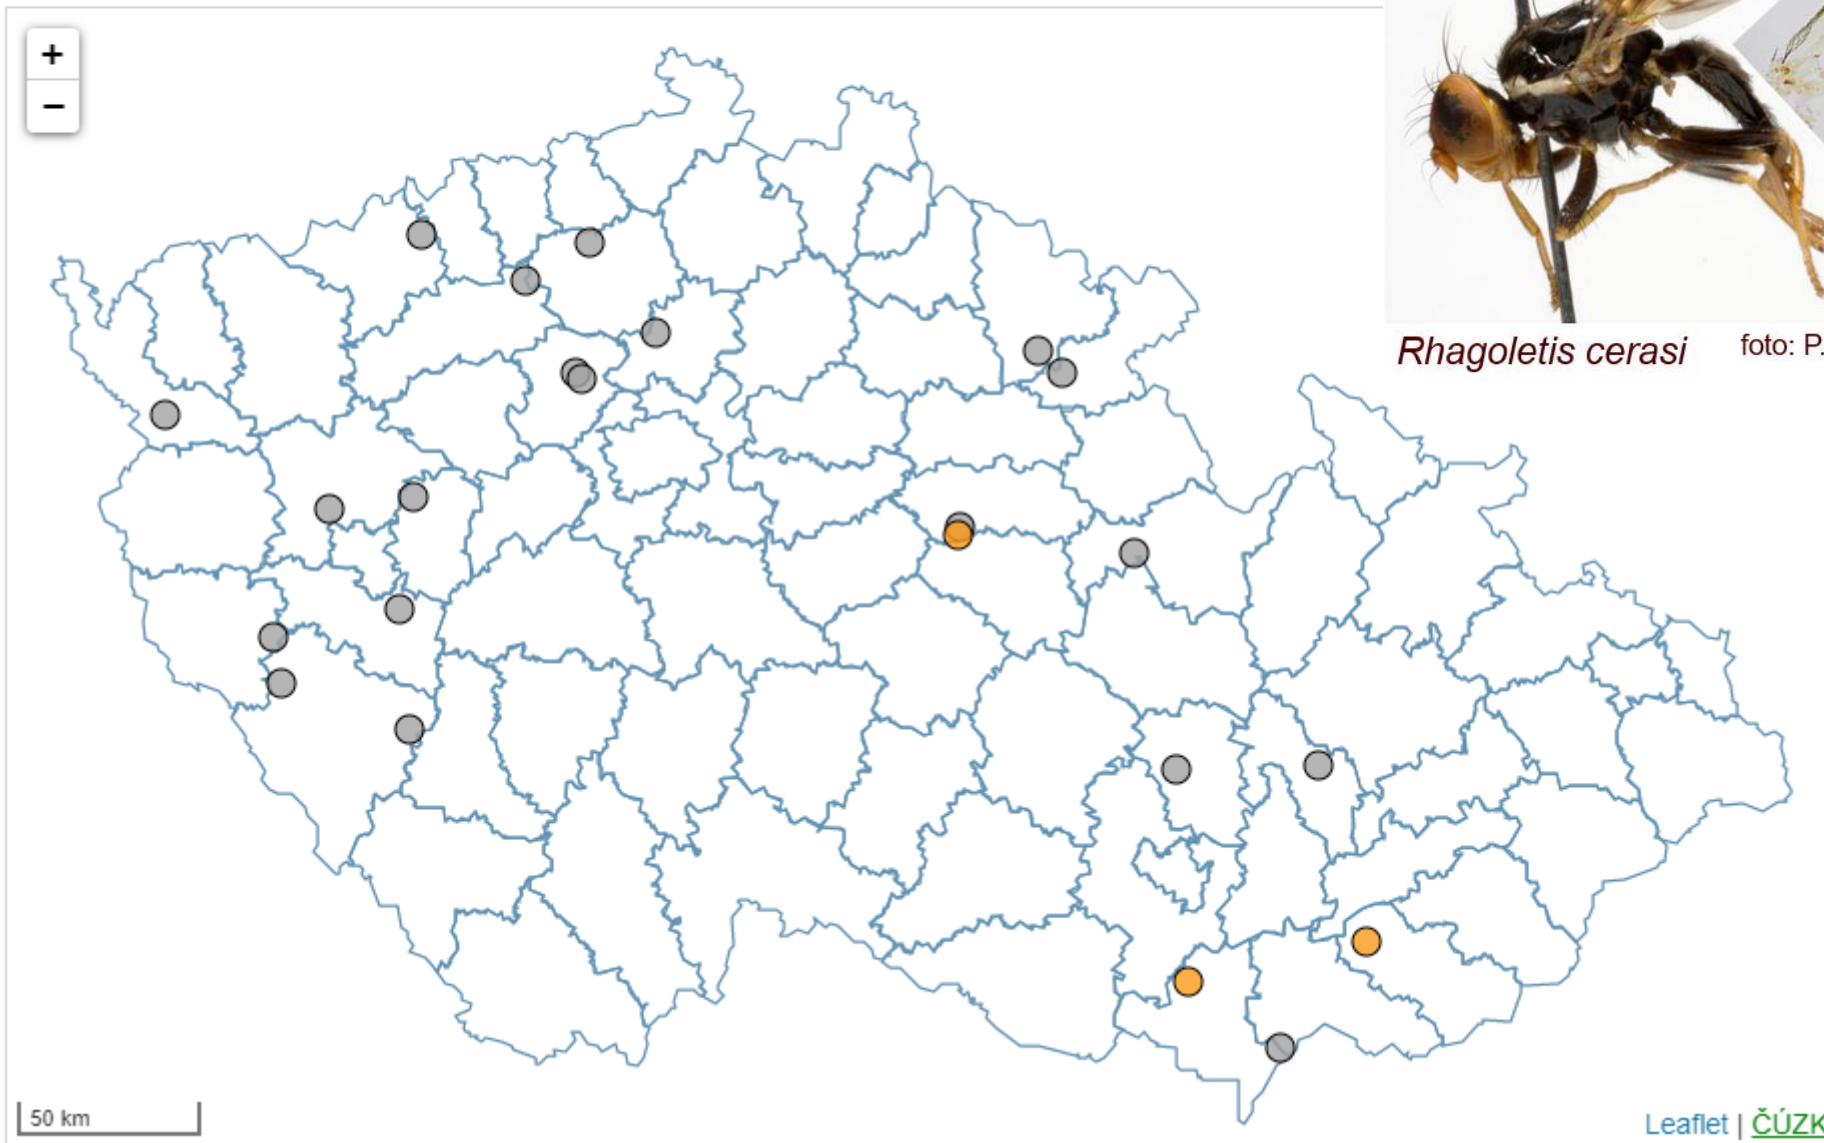 +
−
Rhagoletis cerasi
foto: P.
50 km
Leaflet | ČÚZK